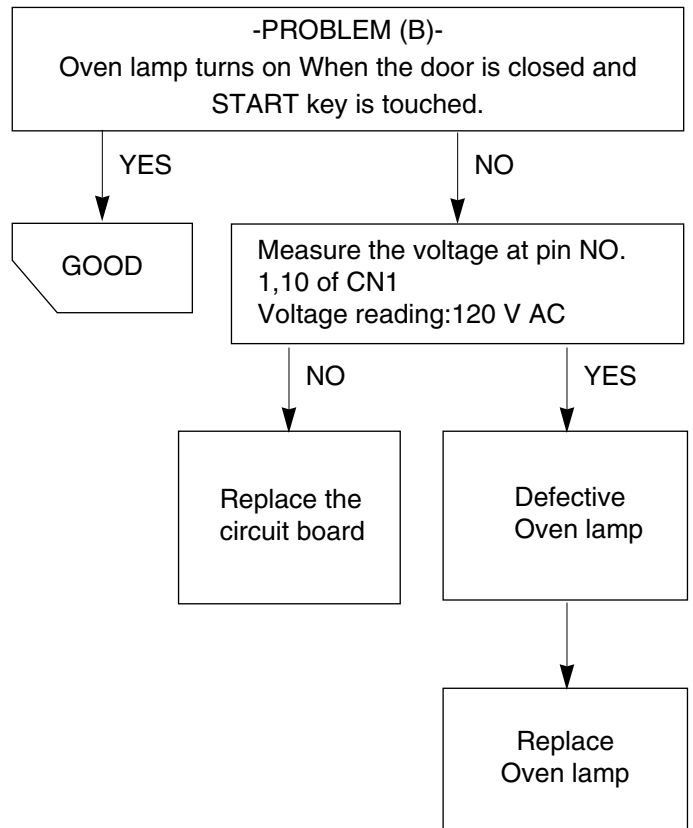 -PROBLEM (B)-
Oven lamp turns on When the door is closed and
START key is touched.
YES
NO
GOOD
Measure the voltage at pin NO.
1,10 of CN1
Voltage reading:120 V AC
NO
YES
Replace the
circuit board
Defective
Oven lamp
Replace
Oven lamp